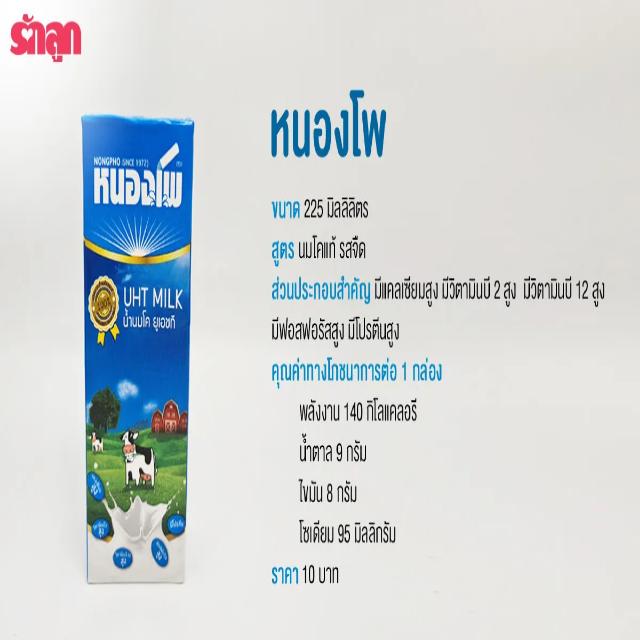 รักลูก
หนองโพ
ขนาด 225 มิลลิลิตร
สูตร นมโคแท้ รสจืด
ส่วนประกอบสำคัญ มีแคลเซียมสูง มีวิตามินบี 2 สูง มีวิตามินบี 12 สูง
มีฟอสฟอรัสสูง มีโปรตีนสูง
คุณค่าทางโภชนาการต่อ 1 กล่อง
พลังงาน 140 กิโลแคลอรี
น้ำตาล 9 กรัม
ไขมัน 8 กรัม
โซเดียม 95 มิลลิกรัม
ราคา 10 บาท
NONGPHO (SINCE 1972)
หนองโพ
UHT MILK
น้ำนมโค ยูเอชที